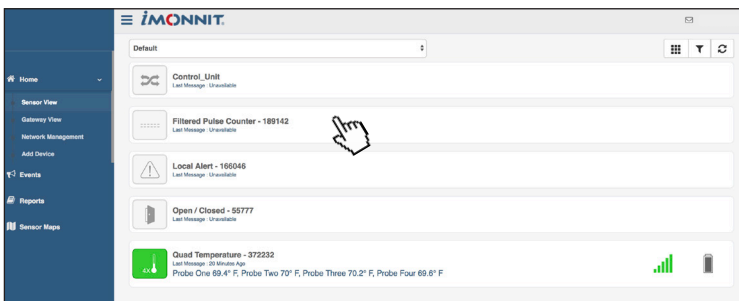 iMONNIT
Default
Home
Sensor View
Gateway View
Network Management
Add Device
Events
Reports
Sensor Maps
Control_Unit
Last Message : Unavailable
Filtered Pulse Counter - 189142
Last Message : Unavailable
Local Alert - 166046
Last Message : Unavailable
Open / Closed - 55777
Last Message : Unavailable
4X
Quad Temperature - 372232
Last Message : 20 Minutes Ago
Probe One 69.4° F, Probe Two 70° F, Probe Three 70.2° F, Probe Four 69.6° F